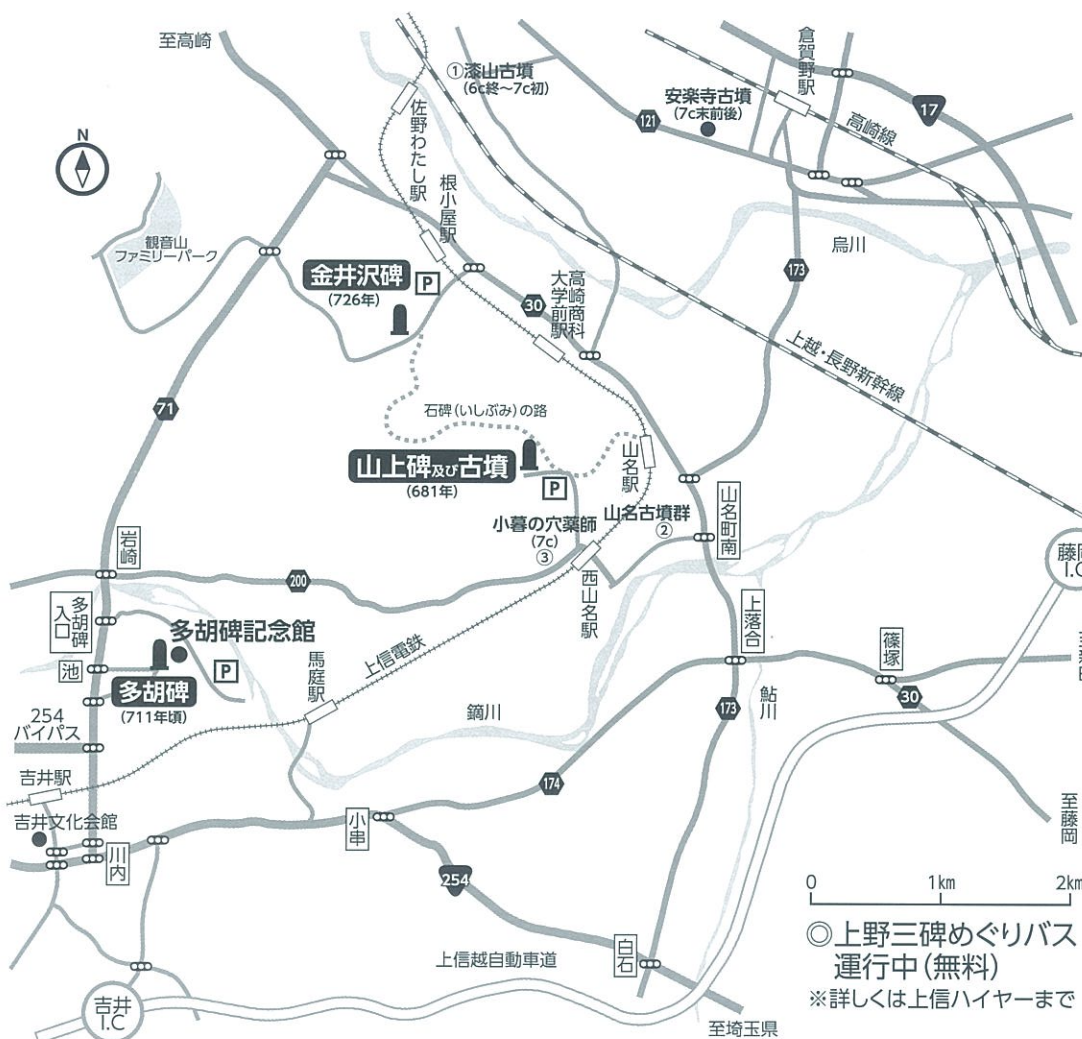 至高崎
①漆山古墳
(6c終〜7c初)
佐野わたし駅
根小屋駅
121
安楽寺古墳
(7c末前後)
倉賀野駅
高崎線
17
N
観音山
ファミリーパーク
金井沢碑
(726年)
P
30
高崎商科
大学前駅
173
烏川
上越・長野新幹線
71
石碑(いしぶみ)の路
山上碑及び古墳
(681年)
P
山名駅
小暮の穴薬師
(7c)
③
山名古墳群
②
山名町南
西山名駅
岩崎
200
多胡碑
入口
池
多胡碑記念館
P
多胡碑
(711年頃)
馬庭駅
上信電鉄
上落合
篠塚
藤岡
I.C
30
173
鮎川
鏑川
254
バイパス
吉井駅
吉井文化会館
川内
小串
174
254
至藤岡
白石
上信越自動車道
吉井
I.C
至埼玉県
0 1km 2km
◎上野三碑めぐりバス
運行中(無料)
※詳しくは上信ハイヤーまで